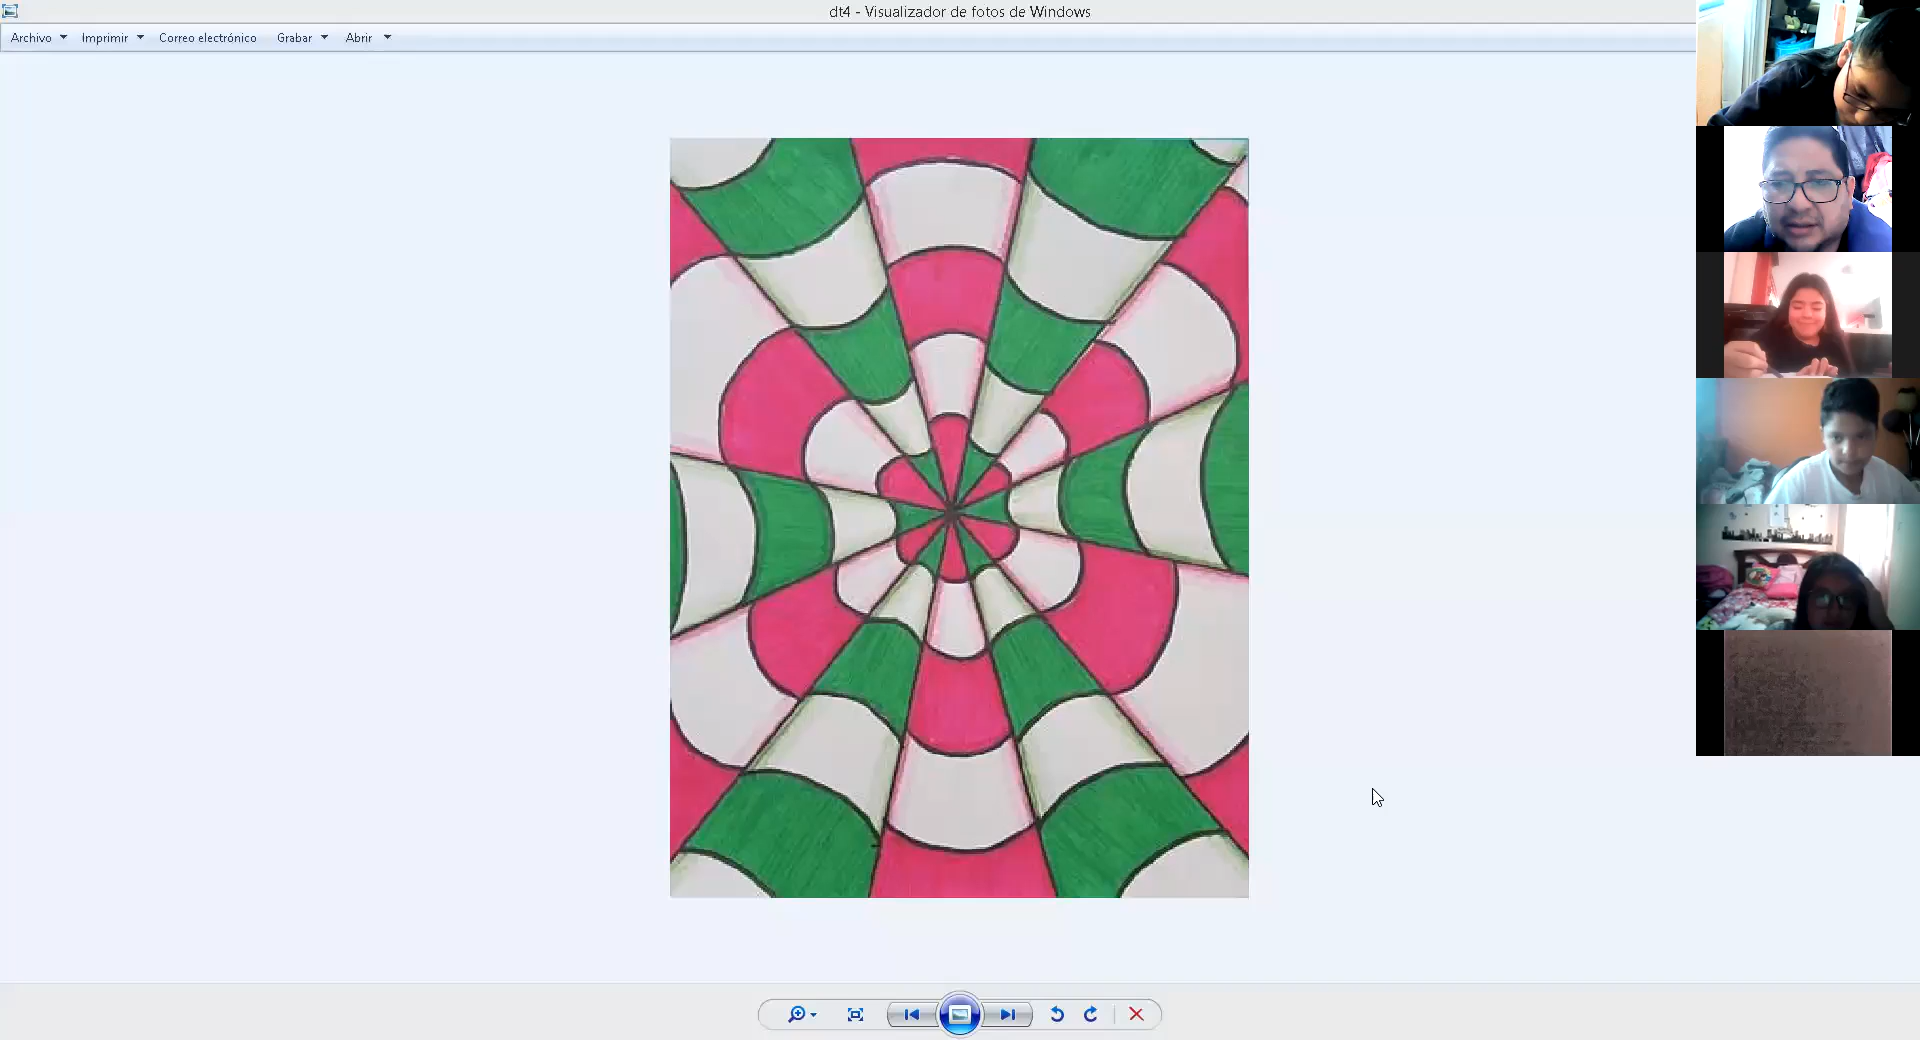 dt4 - Visualizador de fotos de Windows
Archivo Imprimir Correo electrónico Grabar Abrir